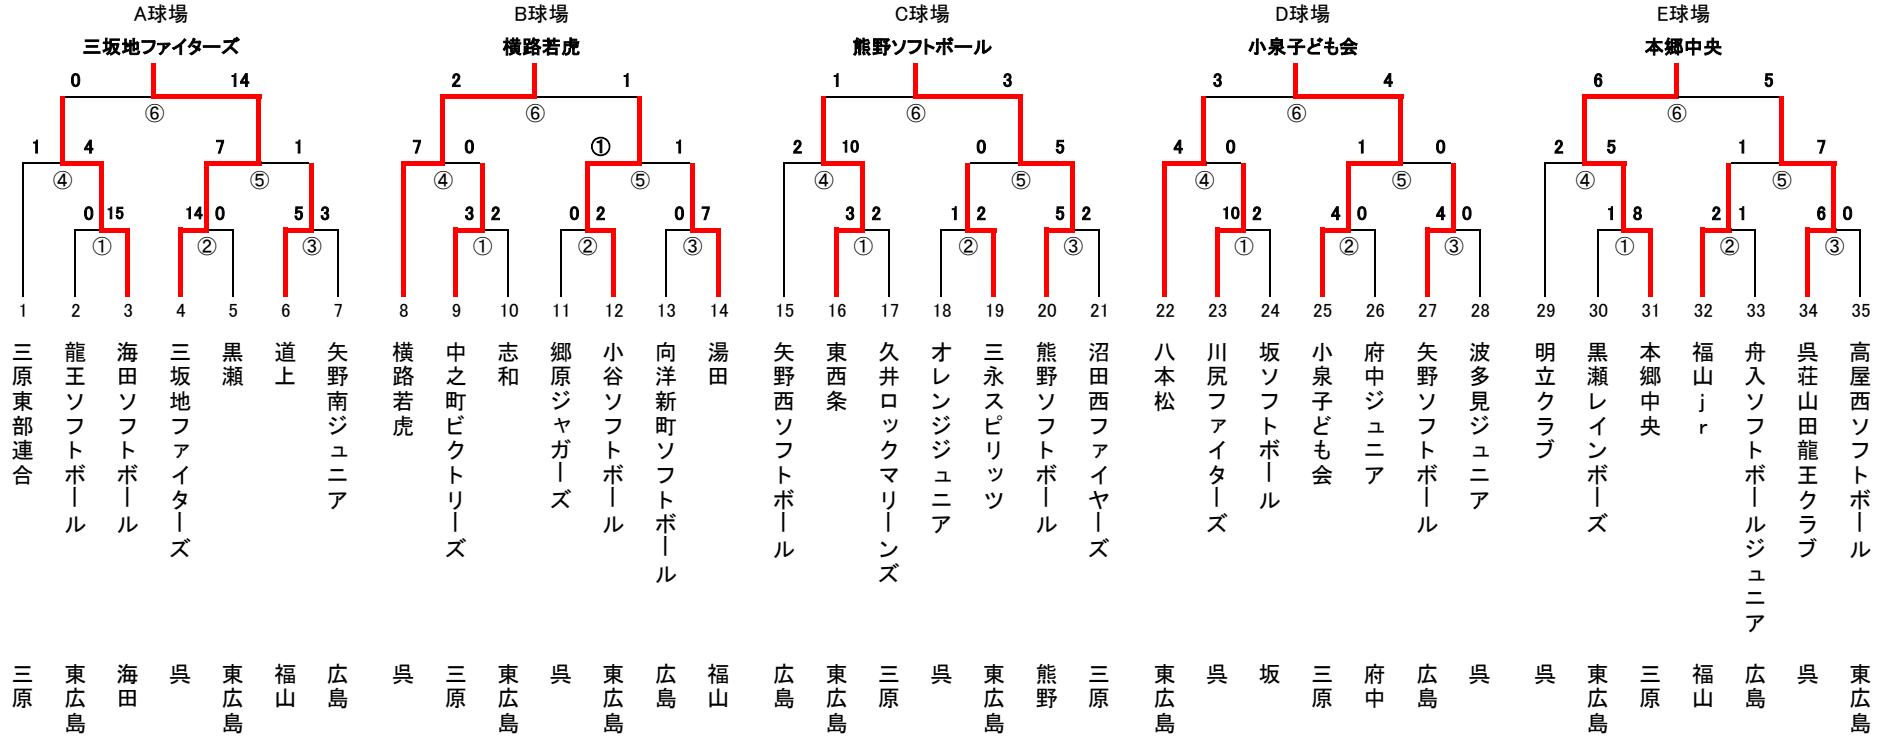 A球場 B球場 C球場 D球場 E球場
三坂地ファイターズ 横路若虎 熊野ソフトボール 小泉子ども会 本郷中央
0 14 2 1 1 3 3 4 6 5
⑥ ⑥ ⑥ ⑥ ⑥
1 4 7 1 7 0 ① 1 2 10 0 5 4 0 1 0 2 5 1 7
④ ⑤ ④ ⑤ ④ ⑤ ④ ⑤ ④ ⑤
0 15 14 0 5 3 3 2 0 2 0 7 3 2 1 2 5 2 10 2 4 0 4 0 1 8 2 1 6 0
① ② ③ ① ② ③ ① ② ③ ① ② ③ ① ② ③
1 2 3 4 5 6 7 8 9 10 11 12 13 14 15 16 17 18 19 20 21 22 23 24 25 26 27 28 29 30 31 32 33 34 35
三原東部連合
龍王ソフトボール
海田ソフトボール
三坂地ファイターズ
黒瀬
道上
矢野南ジュニア
横路若虎
中之町ビクトリーズ
志和
郷原ジャガーズ
小谷ソフトボール
向洋新町ソフトボール
湯田
矢野西ソフトボール
東西条
久井ロックマリーンズ
オレンジジュニア
三永スピリッツ
熊野ソフトボール
沼田西ファイヤーズ
八本松
川尻ファイターズ
坂ソフトボール
小泉子ども会
府中ジュニア
矢野ソフトボール
波多見ジュニア
明立クラブ
黒瀬レインボーズ
本郷中央
福山jr
舟入ソフトボールジュニア
呉荘山田龍王クラブ
高屋西ソフトボール
三原
東広島
海田
呉
東広島
福山
広島
呉
三原
東広島
呉
東広島
広島
福山
広島
東広島
三原
呉
東広島
熊野
三原
東広島
呉
坂
三原
府中
広島
呉
呉
東広島
三原
福山
広島
呉
東広島